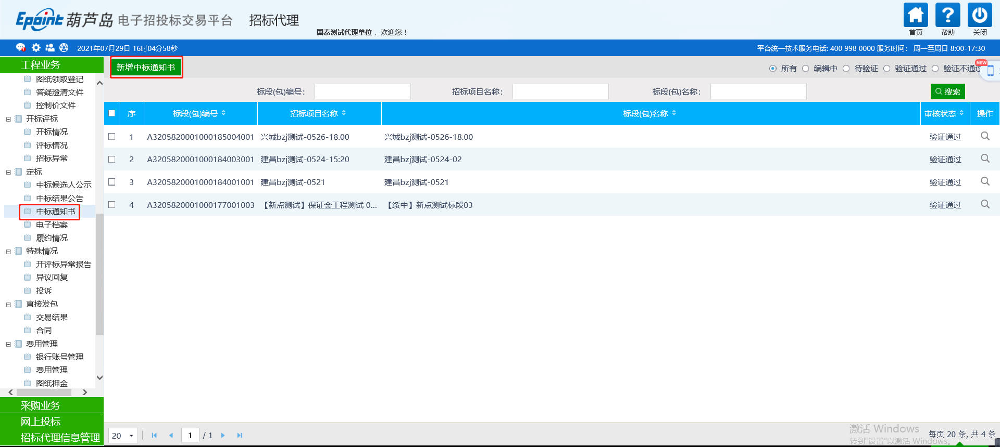 Epoint 葫芦岛 电子招投标交易平台 招标代理
国泰测试代理单位 ，欢迎您！
首页 帮助 关闭
2021年07月29日 16时04分58秒
平台统一技术服务电话: 400 998 0000 服务时间： 周一至周日 8:00-17:30
工程业务
图纸领取登记
答疑澄清文件
控制价文件
开标评标
开标情况
评标情况
招标异常
定标
中标候选人公示
中标结果公告
中标通知书
电子档案
履约情况
特殊情况
开评标异常报告
异议回复
投诉
直接发包
交易结果
合同
费用管理
银行账号管理
费用管理
图纸押金
采购业务
网上投标
招标代理信息管理
新增中标通知书
所有 编辑中 待验证 验证通过 验证不通过
NEW
标段(包)编号： 招标项目名称： 标段(包)名称： 搜索
序 标段(包)编号 招标项目名称 标段(包)名称 审核状态 操作
1 A3205820001000185004001 兴城bzj测试-0526-18.00 兴城bzj测试-0526-18.00 验证通过
2 A3205820001000184003001 建昌bzj测试-0524-15:20 建昌bzj测试-0524-02 验证通过
3 A3205820001000184001001 建昌bzj测试-0521 建昌bzj测试-0521 验证通过
4 A3205820001000177001003 【新点测试】保证金工程测试 0... 【绥中】新点测试标段03 验证通过
20 1 / 1
每页 20 条, 共 4 条
激活 Windows
转到"设置"以激活 Windows。